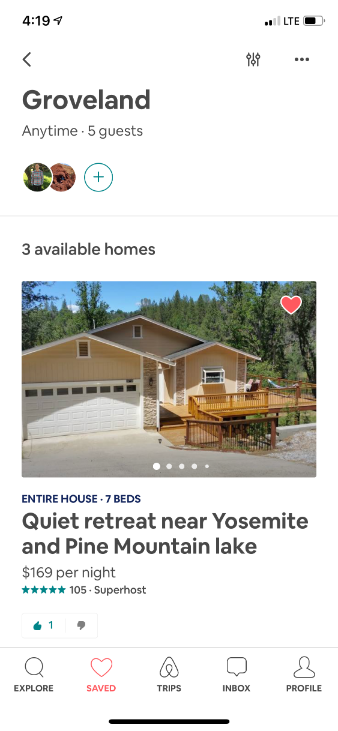 4:19
LTE
Groveland
Anytime · 5 guests
3 available homes
ENTIRE HOUSE · 7 BEDS
Quiet retreat near Yosemite
and Pine Mountain lake
$169 per night
105 · Superhost
1
EXPLORE
SAVED
TRIPS
INBOX
PROFILE